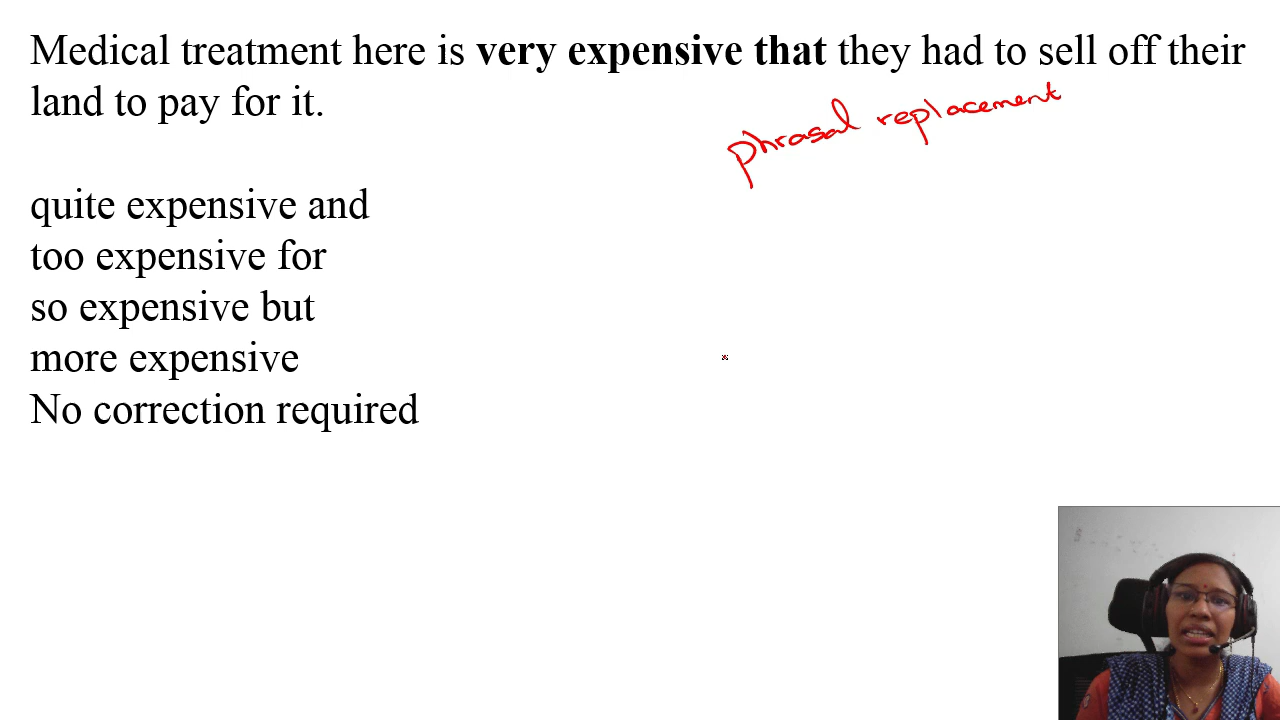 Medical treatment here is very expensive that they had to sell off their
land to pay for it.
phrasal replacement
quite expensive and
too expensive for
so expensive but
more expensive
No correction required